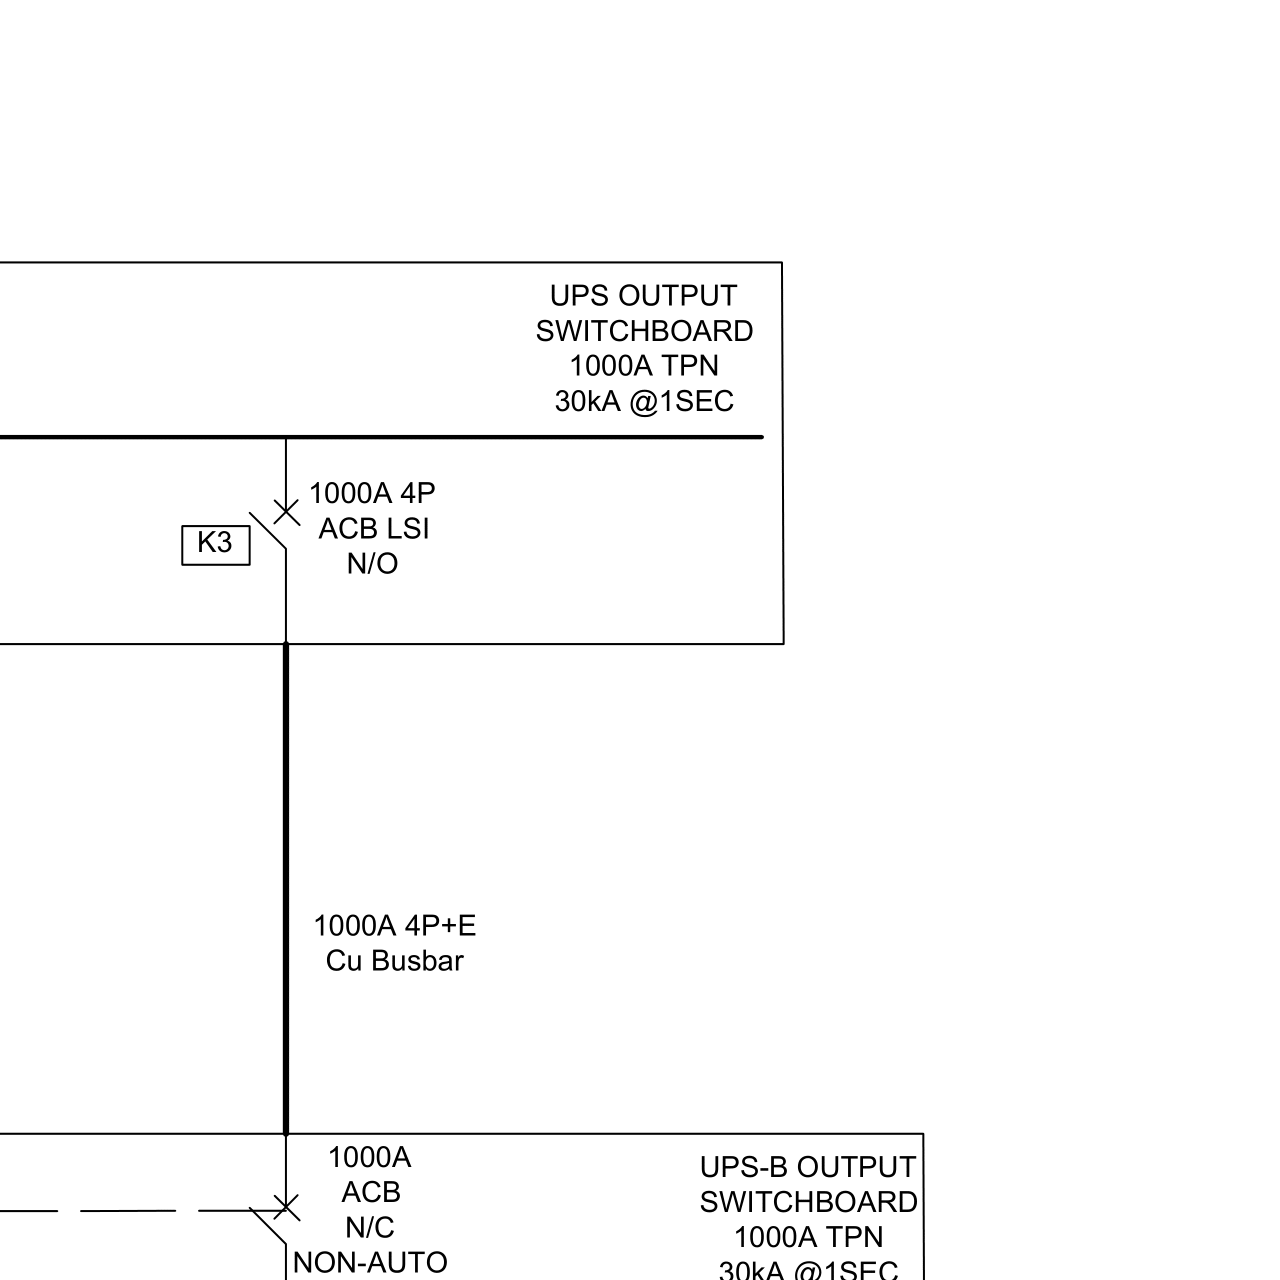 UPS OUTPUT
SWITCHBOARD
1000A TPN
30kA @1SEC
1000A 4P
ACB LSI
N/O
K3
1000A 4P+E
Cu Busbar
1000A
ACB
N/C
NON-AUTO
UPS-B OUTPUT
SWITCHBOARD
1000A TPN
30kA @1SEC